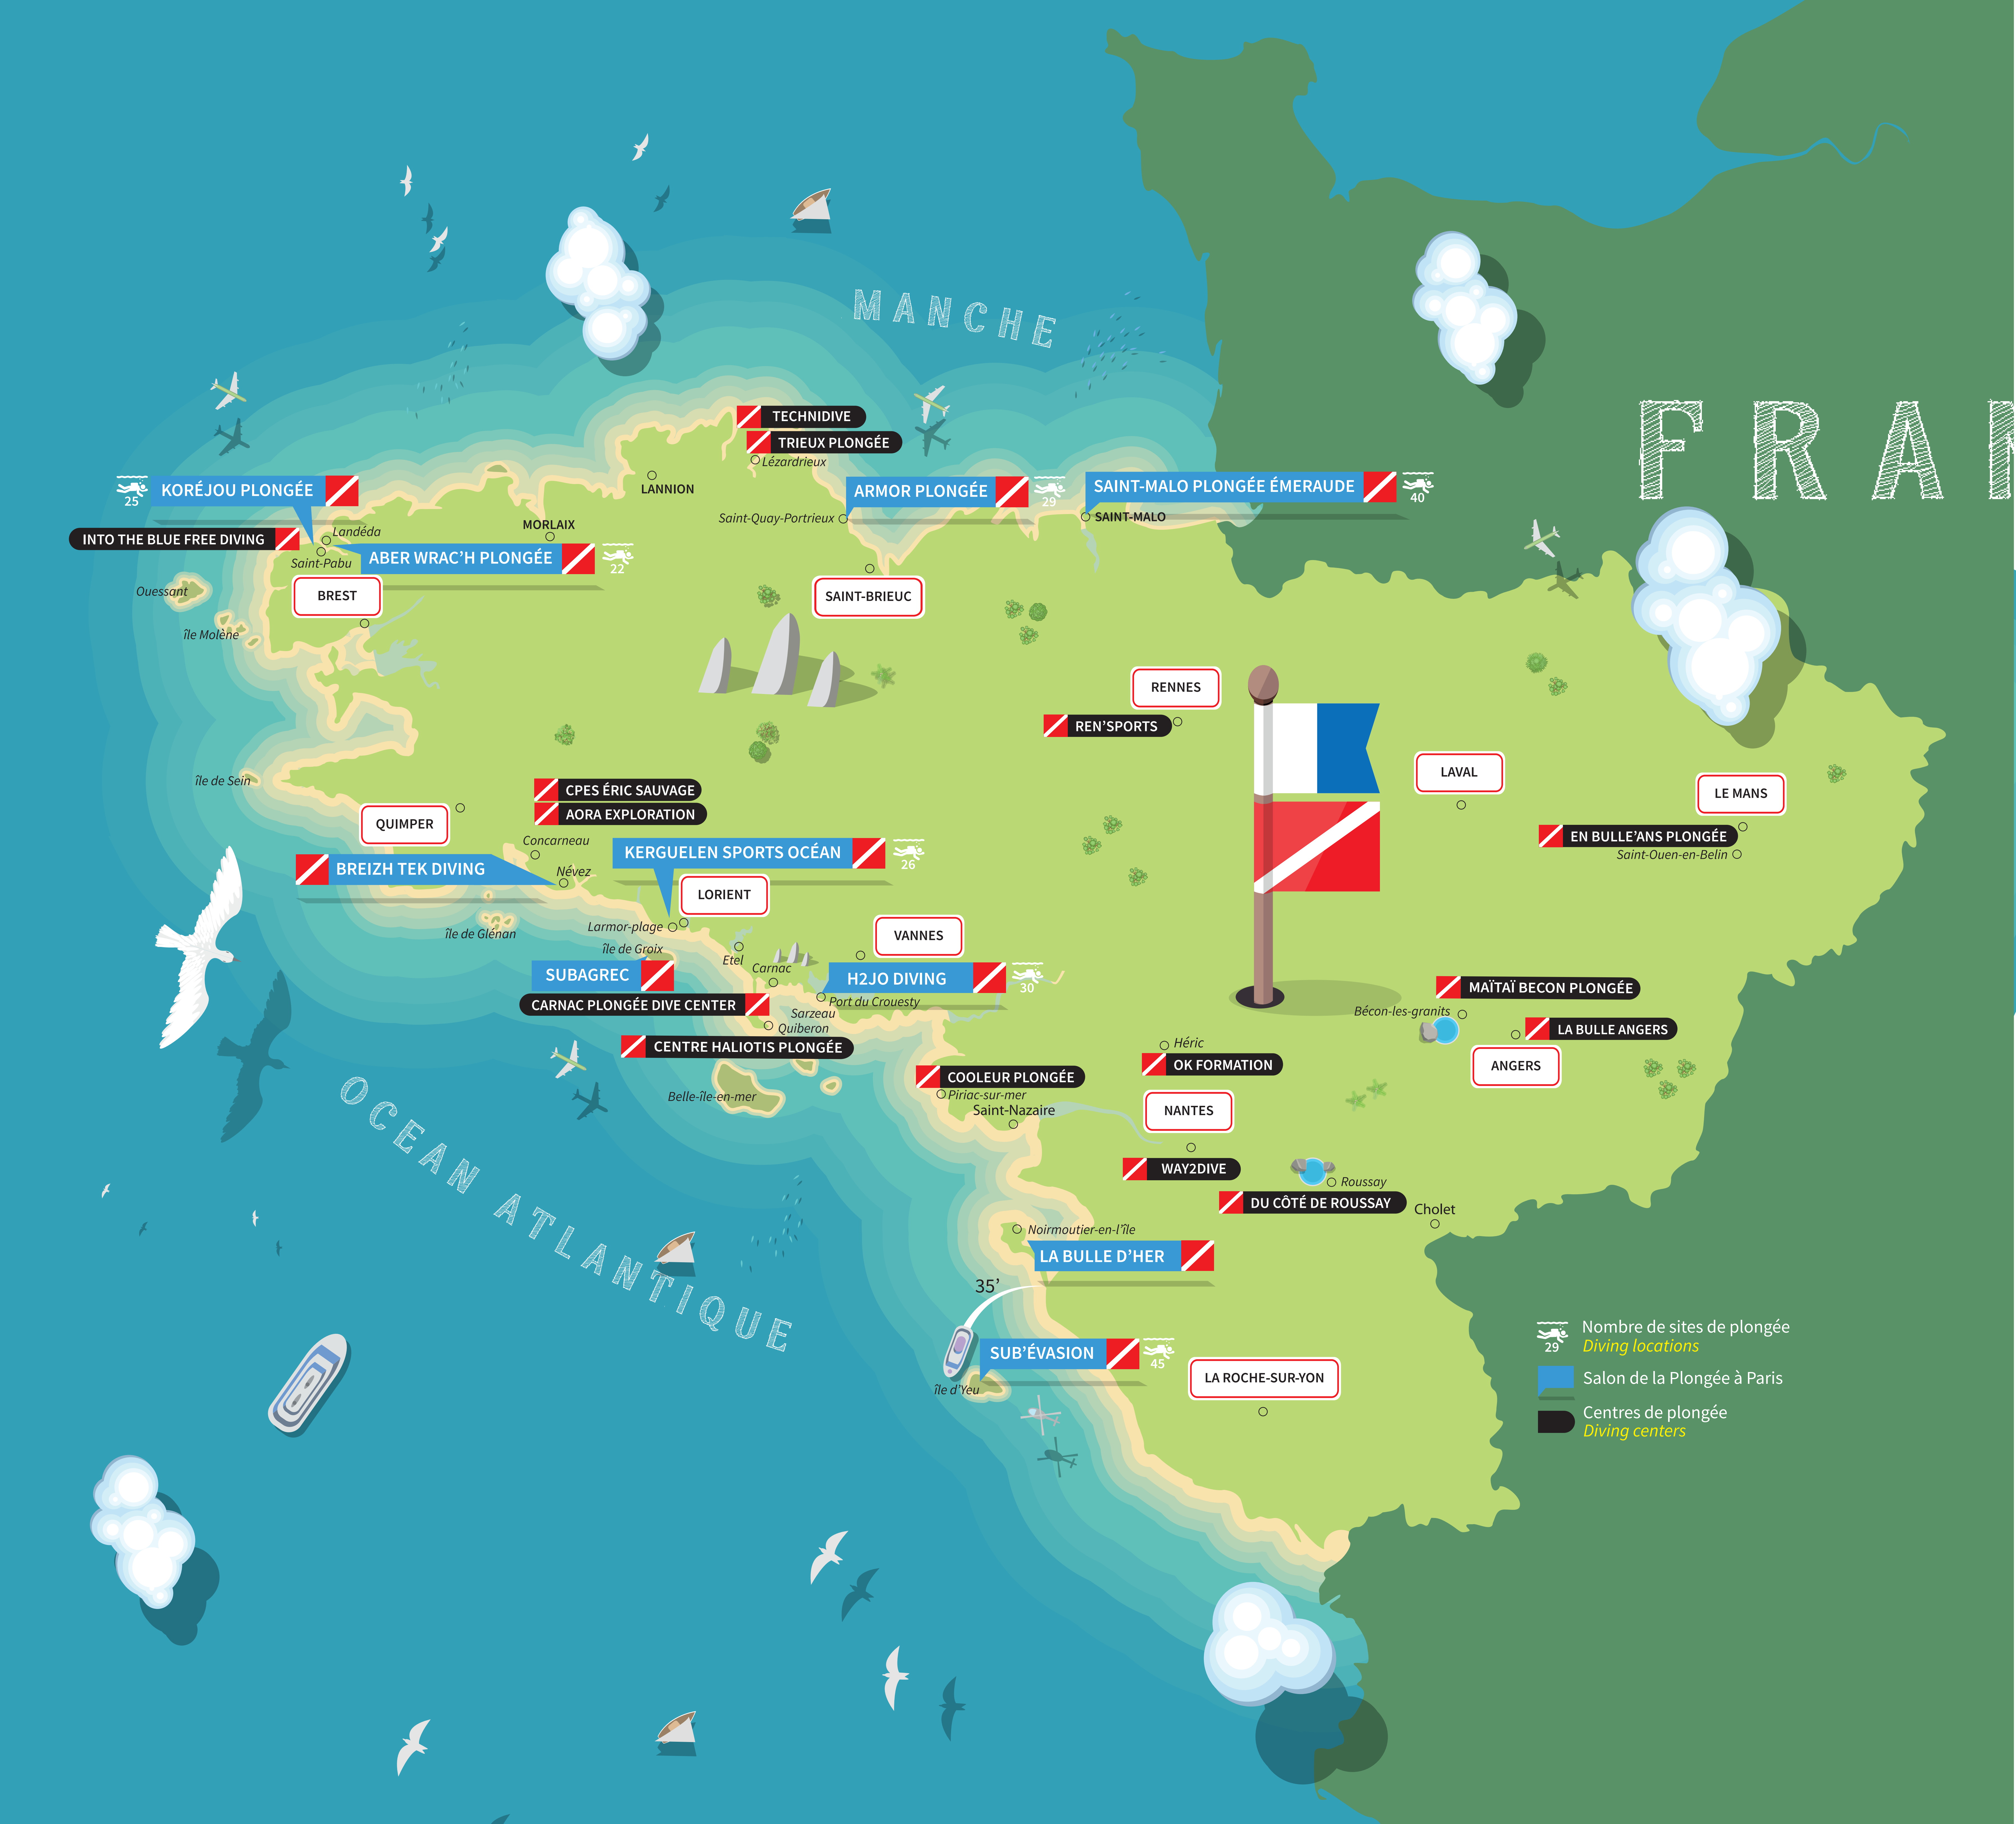 MANCHE
FRAN
TECHNIDIVE
TRIEUX PLONGÉE
Lézardrieux
LANNION
KORÉJOU PLONGÉE
25
ARMOR PLONGÉE
29
SAINT-MALO PLONGÉE ÉMERAUDE
40
Saint-Quay-Portrieux
SAINT-MALO
MORLAIX
Landéda
INTO THE BLUE FREE DIVING
Saint-Pabu
ABER WRAC’H PLONGÉE
22
Ouessant
BREST
SAINT-BRIEUC
île Molène
RENNES
REN’SPORTS
île de Sein
LAVAL
LE MANS
CPES ÉRIC SAUVAGE
AORA EXPLORATION
QUIMPER
EN BULLE’ANS PLONGÉE
Saint-Ouen-en-Belin
Concarneau
KERGUELEN SPORTS OCÉAN
26
BREIZH TEK DIVING
Névez
LORIENT
Larmor-plage
île de Glénan
VANNES
île de Groix
Etel
Carnac
SUBAGREC
H2JO DIVING
30
CARNAC PLONGÉE DIVE CENTER
Port du Crouesty
Sarzeau
Quiberon
CENTRE HALIOTIS PLONGÉE
MAÏTAÏ BECON PLONGÉE
Bécon-les-granits
LA BULLE ANGERS
ANGERS
Héric
OK FORMATION
COOLEUR PLONGÉE
Piriac-sur-mer
Belle-île-en-mer
Saint-Nazaire
NANTES
OCEAN ATLANTIQUE
WAY2DIVE
Roussay
DU CÔTÉ DE ROUSSAY
Cholet
Noirmoutier-en-l’île
LA BULLE D’HER
35’
SUB’ÉVASION
45
île d’Yeu
LA ROCHE-SUR-YON
29
Nombre de sites de plongée
Diving locations
Salon de la Plongée à Paris
Centres de plongée
Diving centers